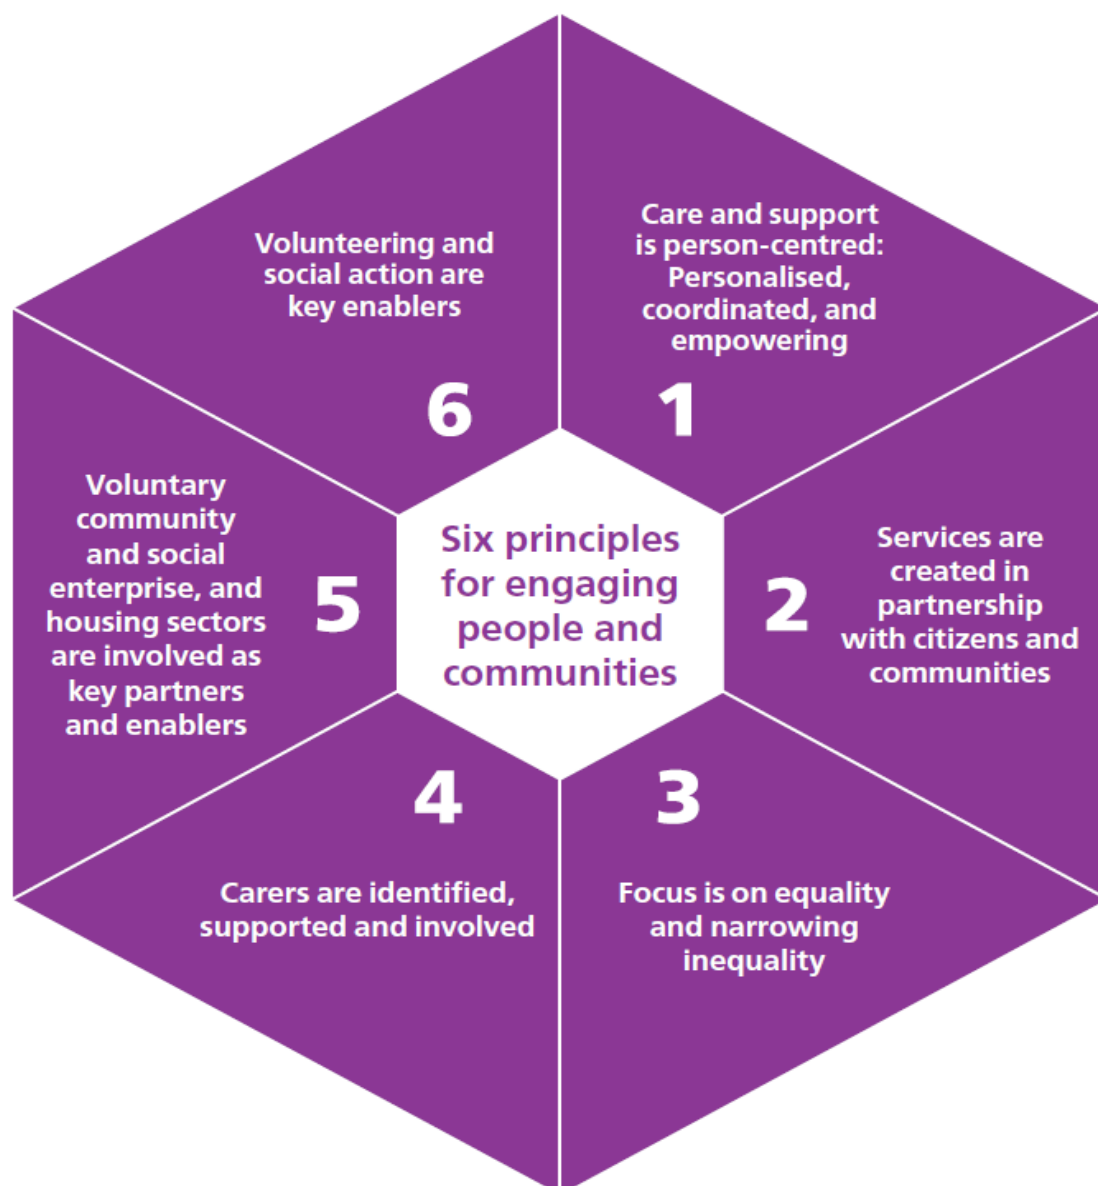 Six principles
for engaging
people and
communities
1
Care and support
is person-centred:
Personalised,
coordinated, and
empowering
2
Services are
created in
partnership
with citizens and
communities
3
Focus is on equality
and narrowing
inequality
4
Carers are identified,
supported and involved
5
Voluntary
community
and social
enterprise, and
housing sectors
are involved as
key partners
and enablers
6
Volunteering and
social action are
key enablers